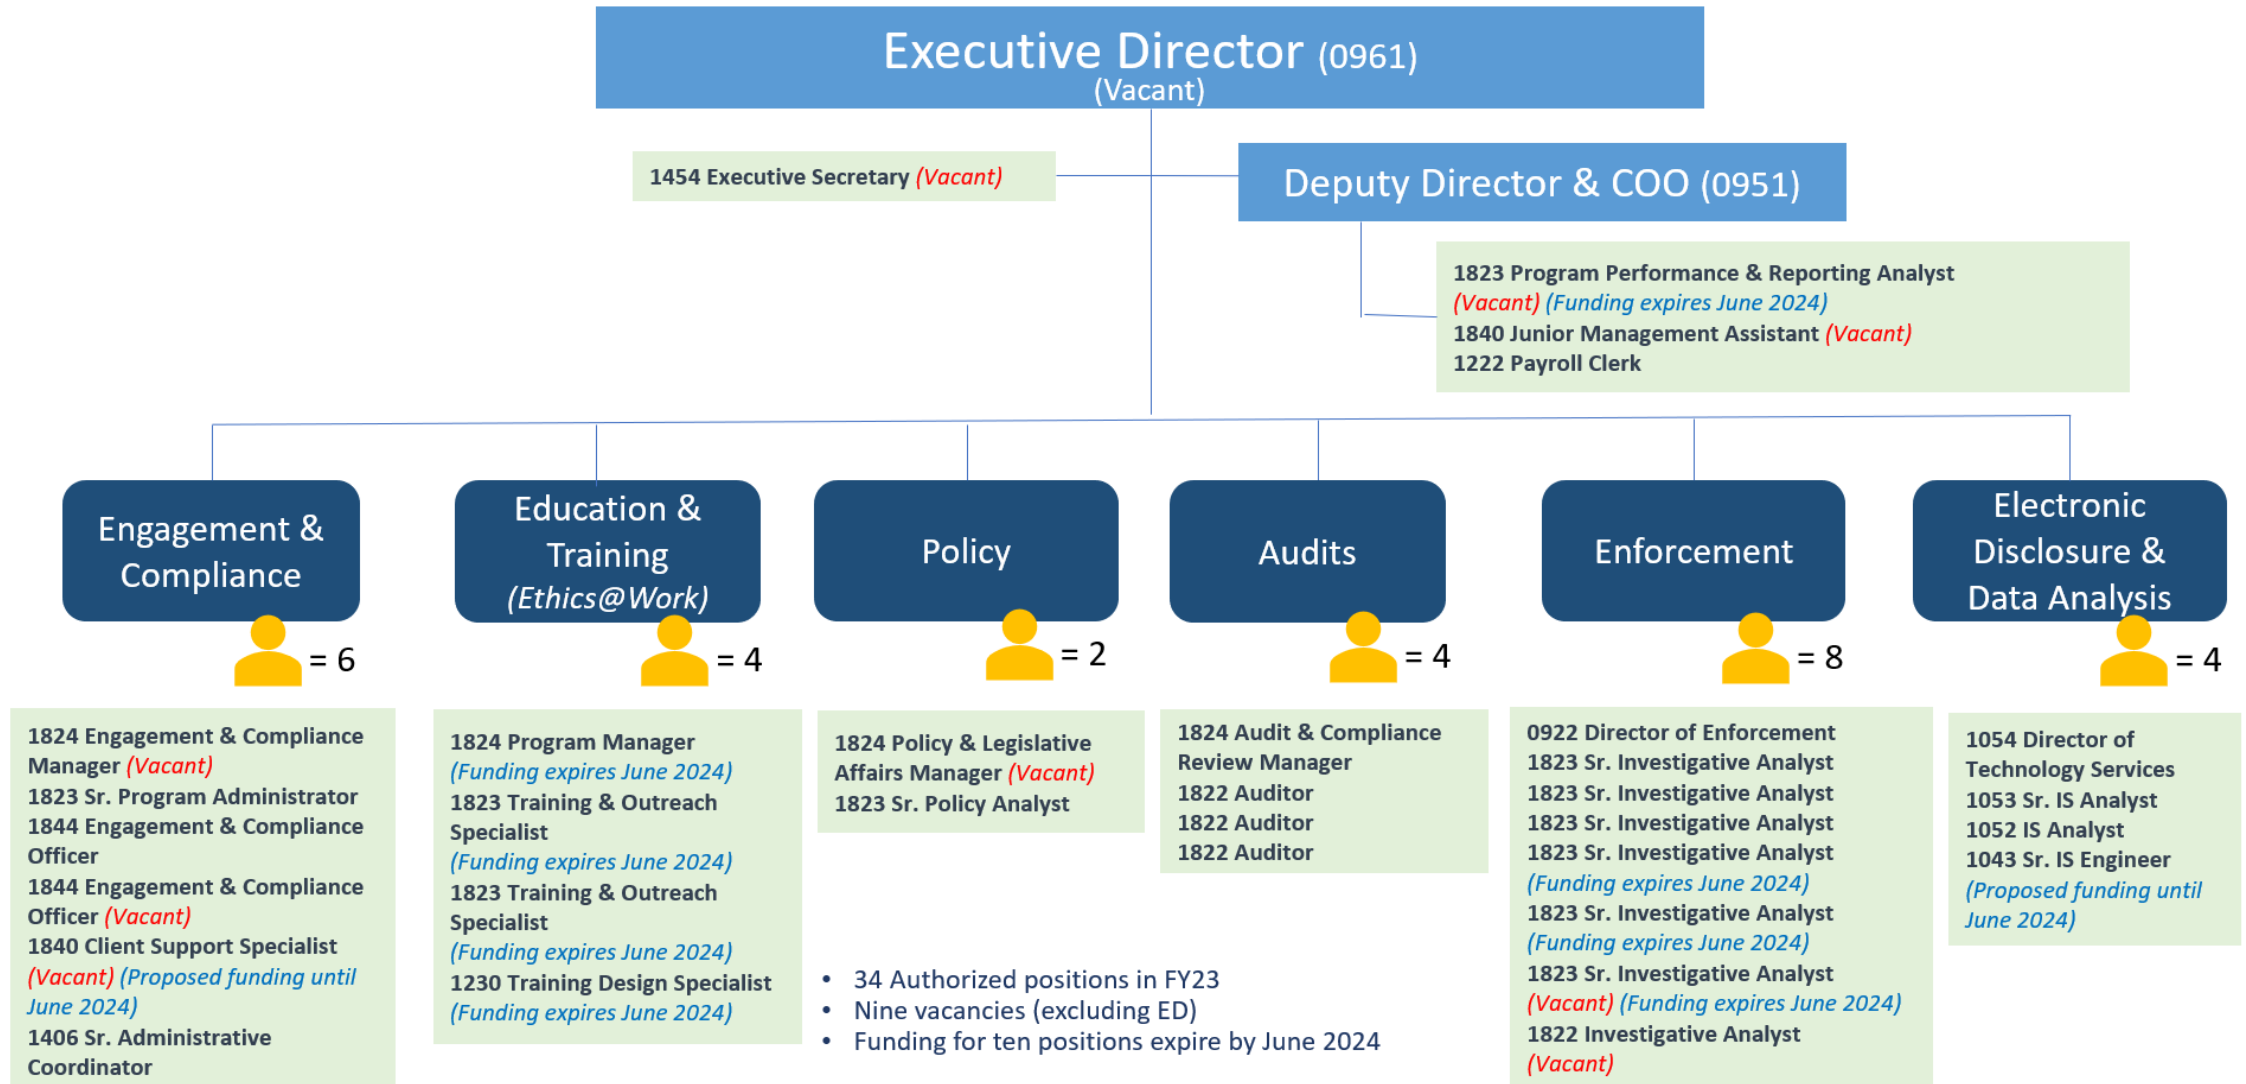 Executive Director (0961)
(Vacant)
1454 Executive Secretary (Vacant)
Deputy Director & COO (0951)
1823 Program Performance & Reporting Analyst
(Vacant) (Funding expires June 2024)
1840 Junior Management Assistant (Vacant)
1222 Payroll Clerk
Engagement &
Compliance
= 6
1824 Engagement & Compliance
Manager (Vacant)
1823 Sr. Program Administrator
1844 Engagement & Compliance
Officer
1844 Engagement & Compliance
Officer (Vacant)
1840 Client Support Specialist
(Vacant) (Proposed funding until
June 2024)
1406 Sr. Administrative
Coordinator
Education &
Training
(Ethics@Work)
= 4
1824 Program Manager
(Funding expires June 2024)
1823 Training & Outreach
Specialist
(Funding expires June 2024)
1823 Training & Outreach
Specialist
(Funding expires June 2024)
1230 Training Design Specialist
(Funding expires June 2024)
Policy
= 2
1824 Policy & Legislative
Affairs Manager (Vacant)
1823 Sr. Policy Analyst
Audits
= 4
1824 Audit & Compliance
Review Manager
1822 Auditor
1822 Auditor
1822 Auditor
Enforcement
= 8
0922 Director of Enforcement
1823 Sr. Investigative Analyst
1823 Sr. Investigative Analyst
1823 Sr. Investigative Analyst
1823 Sr. Investigative Analyst
(Funding expires June 2024)
1823 Sr. Investigative Analyst
(Funding expires June 2024)
1823 Sr. Investigative Analyst
(Vacant) (Funding expires June 2024)
1822 Investigative Analyst
(Vacant)
Electronic
Disclosure &
Data Analysis
= 4
1054 Director of
Technology Services
1053 Sr. IS Analyst
1052 IS Analyst
1043 Sr. IS Engineer
(Proposed funding until
June 2024)
• 34 Authorized positions in FY23
• Nine vacancies (excluding ED)
• Funding for ten positions expire by June 2024